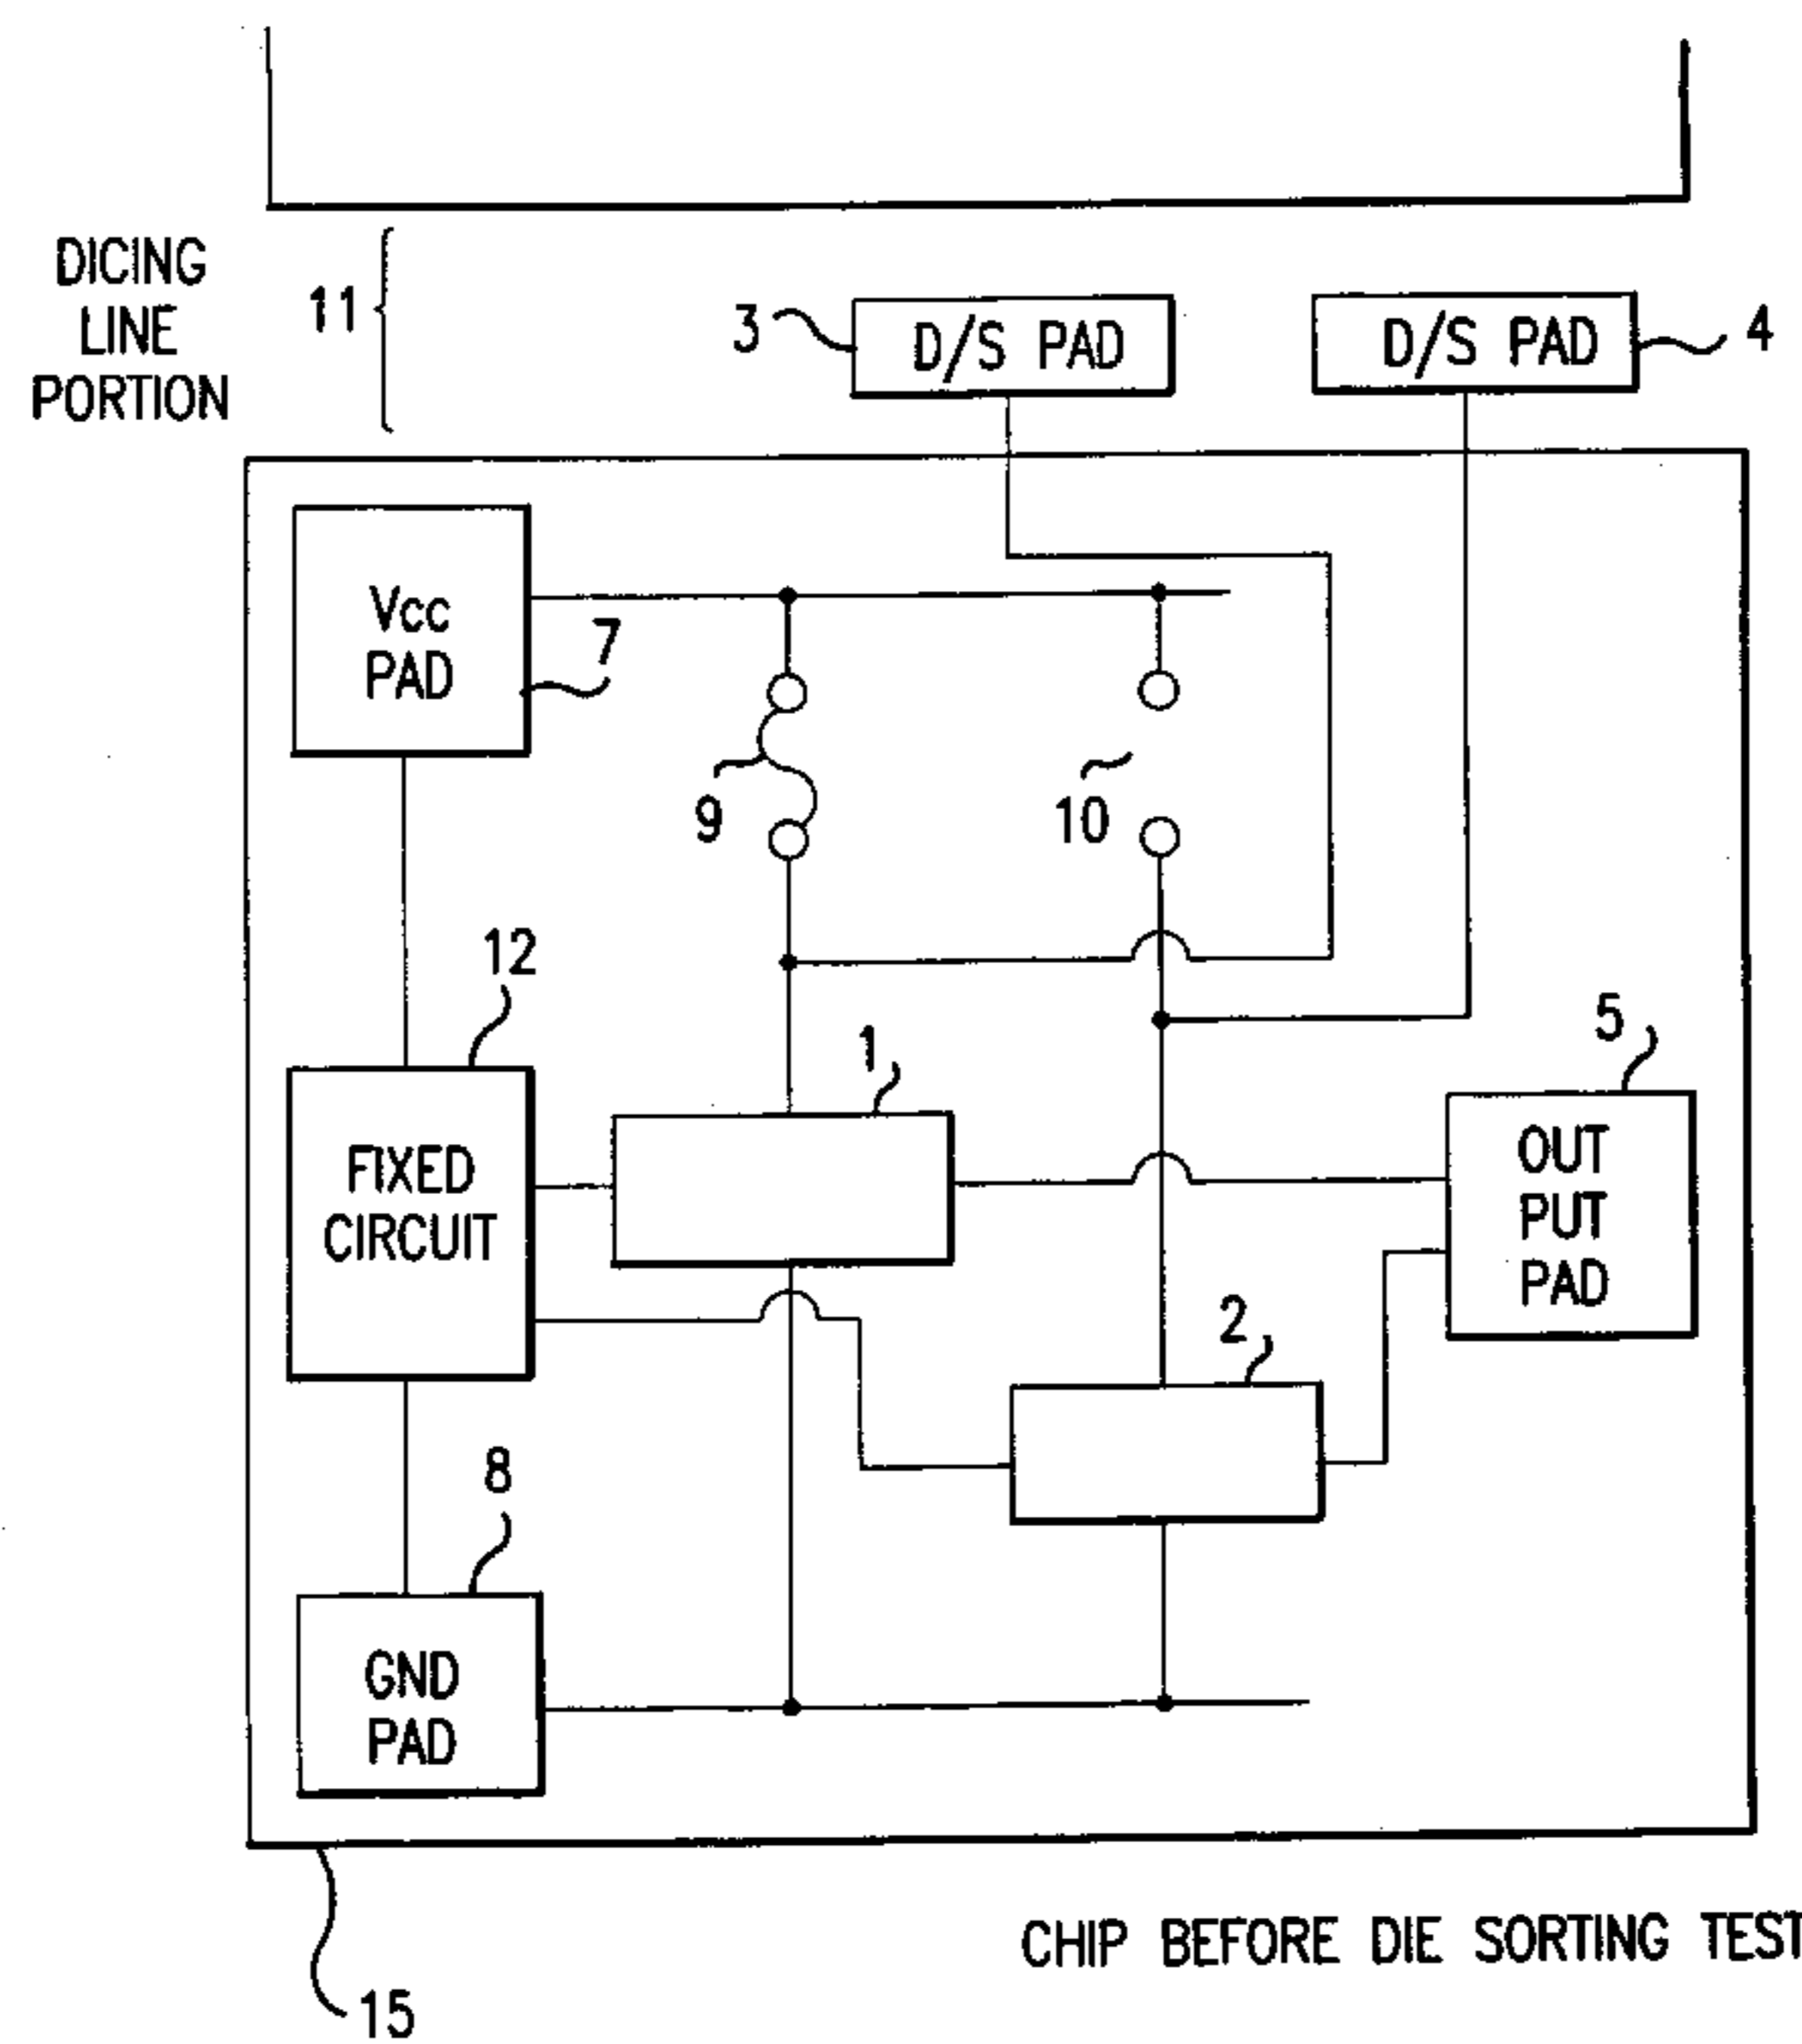 DICING
LINE
PORTION
11
3
D/S PAD
D/S PAD
4
Vcc
PAD
7
9
10
12
1
5
FIXED
CIRCUIT
OUT
PUT
PAD
2
8
GND
PAD
CHIP BEFORE DIE SORTING TEST
15